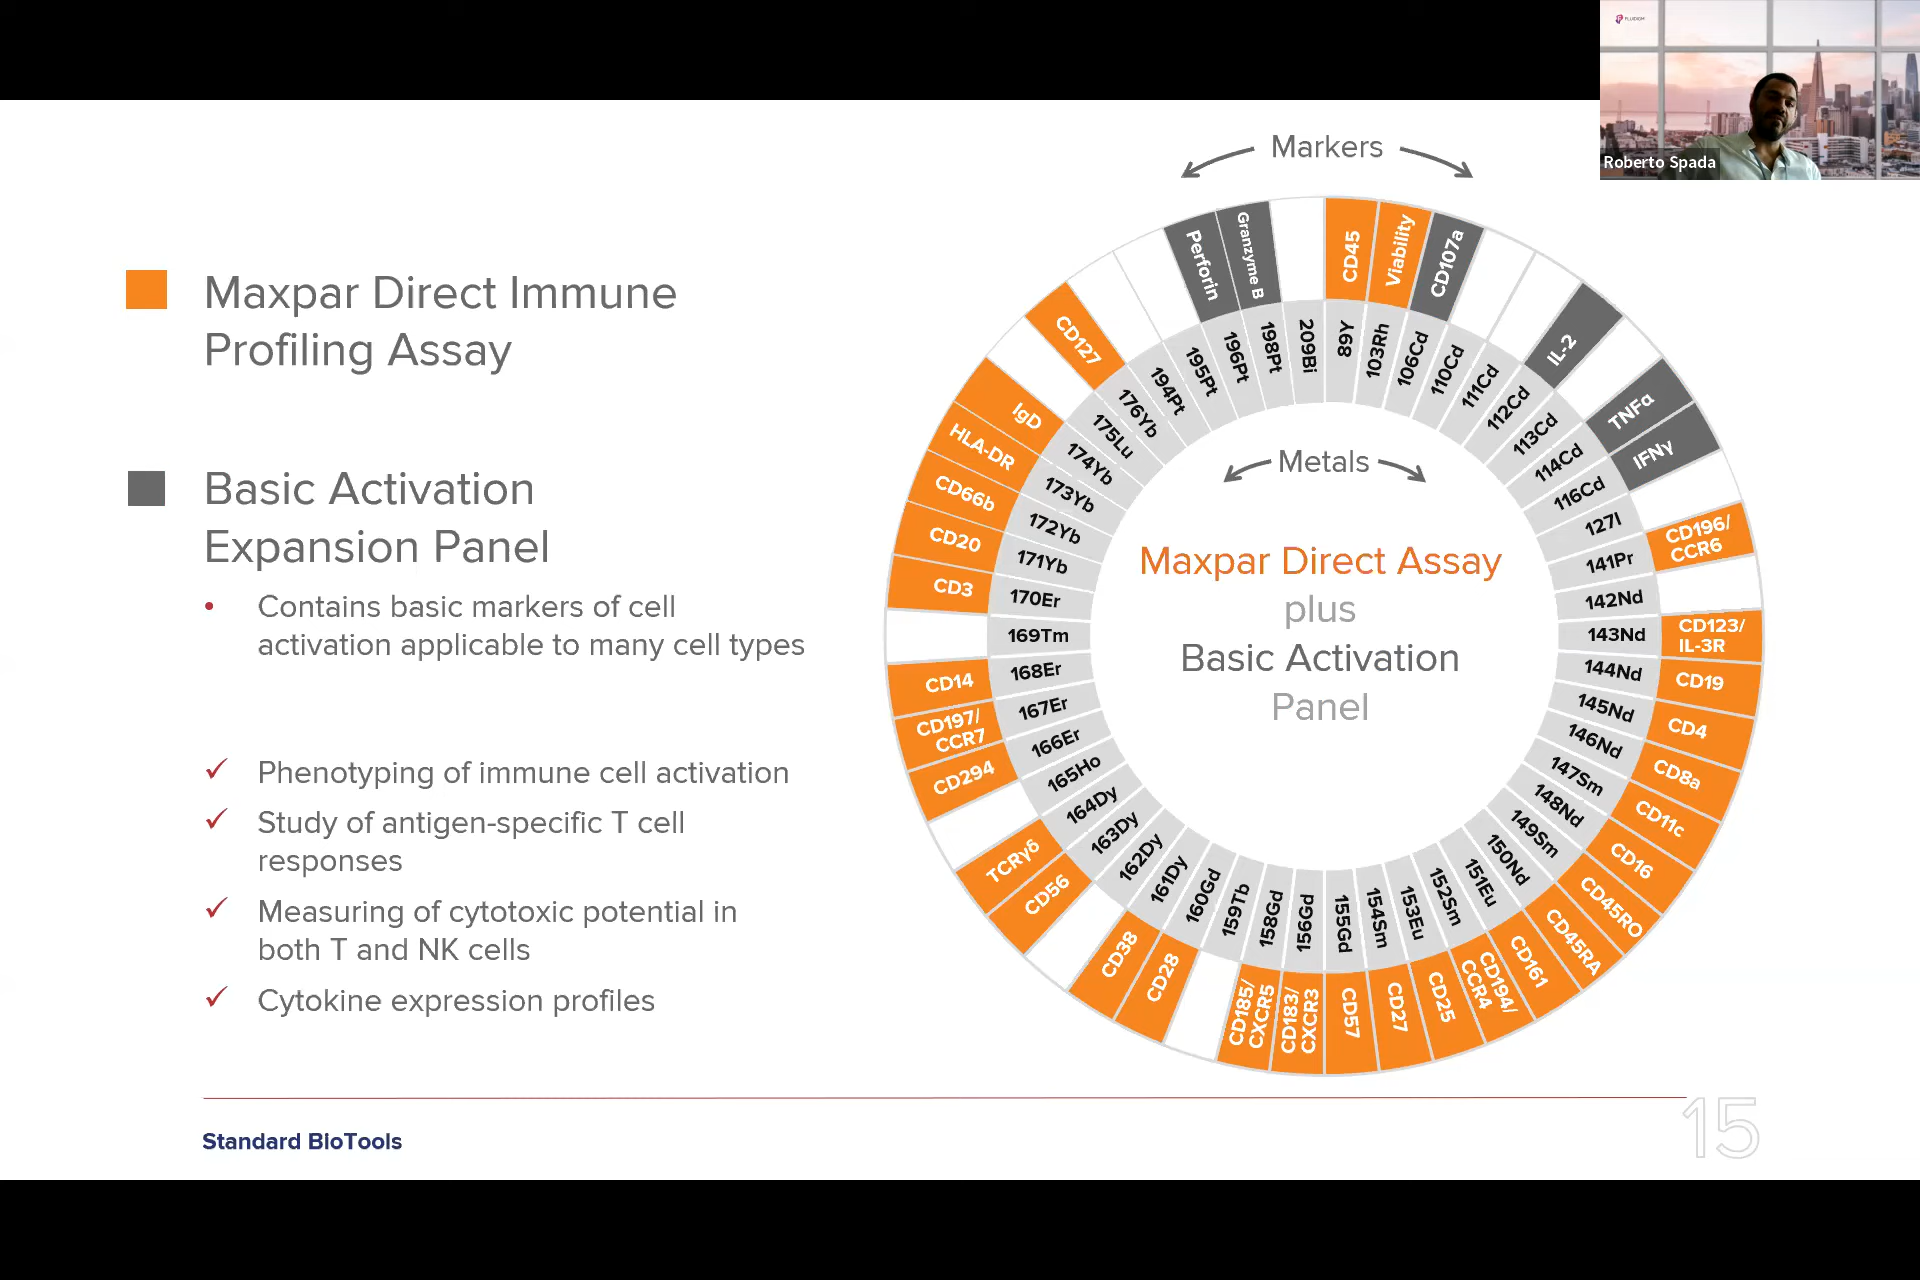 FLUIDIGM
Roberto Spada
Markers
Maxpar Direct Immune
Profiling Assay
Basic Activation
Expansion Panel
• Contains basic markers of cell
activation applicable to many cell types
✓ Phenotyping of immune cell activation
✓ Study of antigen-specific T cell
responses
✓ Measuring of cytotoxic potential in
both T and NK cells
✓ Cytokine expression profiles
Metals
Maxpar Direct Assay
plus
Basic Activation
Panel
CD45
Viability
CD107a
IL-2
TNFα
IFNγ
CD196/
CCR6
CD123/
IL-3R
CD19
CD4
CD8a
CD11c
CD16
CD45RO
CD45RA
CD161
CD194/
CCR4
CD25
CD27
CD57
CD183/
CXCR3
CD185/
CXCR5
CD28
CD38
CD56
TCRγδ
CD294
CD197/
CCR7
CD14
CD3
CD20
CD66b
HLA-DR
IgD
CD127
Perforin
Granzyme B
89Y
103Rh
106Cd
110Cd
111Cd
112Cd
113Cd
114Cd
116Cd
127I
141Pr
142Nd
143Nd
144Nd
145Nd
146Nd
147Sm
148Nd
149Sm
150Nd
151Eu
152Sm
153Eu
154Sm
155Gd
156Gd
158Gd
159Tb
160Gd
161Dy
162Dy
163Dy
164Dy
165Ho
166Er
167Er
168Er
169Tm
170Er
171Yb
172Yb
173Yb
174Yb
175Lu
176Yb
194Pt
195Pt
196Pt
198Pt
209Bi
Standard BioTools
15